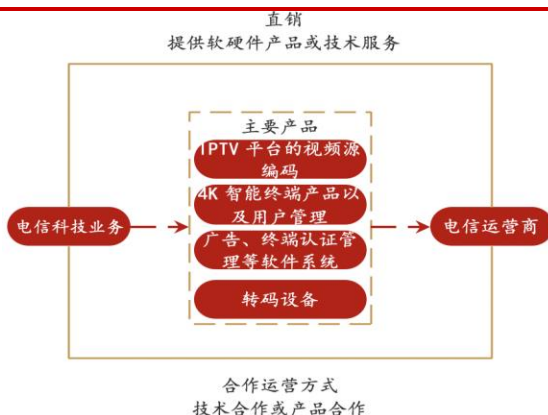 直销
提供软硬件产品或技术服务
主要产品
IPTV 平台的视频源
编码
4K 智能终端产品以
及用户管理
电信科技业务
电信运营商
广告、终端认证管
理等软件系统
转码设备
合作运营方式
技术合作或产品合作